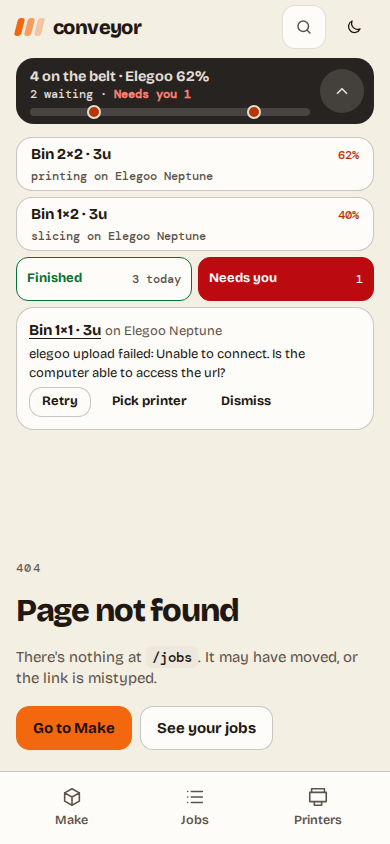 conveyor
4 on the belt · Elegoo 62%
2 waiting · Needs you 1
Bin 2×2 · 3u
62%
printing on Elegoo Neptune
Bin 1×2 · 3u
40%
slicing on Elegoo Neptune
Finished 3 today
Needs you 1
Bin 1×1 · 3u on Elegoo Neptune
elegoo upload failed: Unable to connect. Is the
computer able to access the url?
Retry Pick printer Dismiss
404
Page not found
There's nothing at /jobs. It may have moved, or
the link is mistyped.
Go to Make See your jobs
Make Jobs Printers